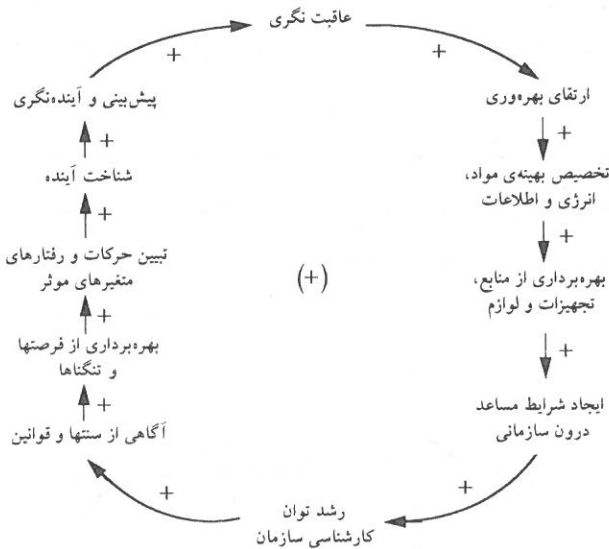 عاقبت نگری
+
+
ارتقای بهره‌وری
+
تخصیص بهینه‌ی مواد،
انرژی و اطلاعات
+
بهره‌برداری از منابع،
تجهیزات و لوازم
+
ایجاد شرایط مساعد
درون سازمانی
+
رشد توان
کارشناسی سازمان
+
آگاهی از سنتها و قوانین
+
بهره‌برداری از فرصتها
و تنگناها
+
تبیین حرکات و رفتارهای
متغیرهای موثر
+
شناخت آینده
+
پیش‌بینی و آینده‌نگری
(+)